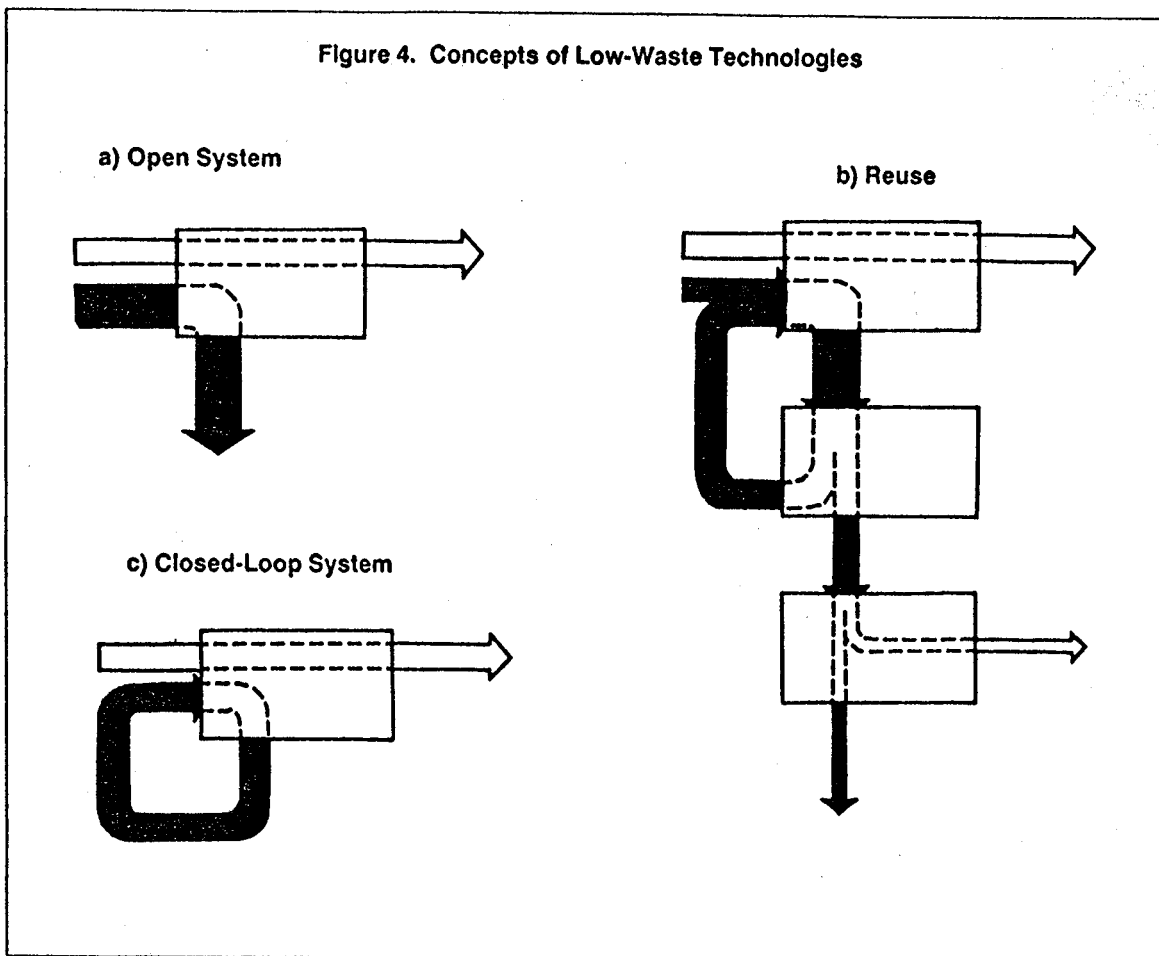 Figure 4. Concepts of Low-Waste Technologies
a) Open System
b) Reuse
c) Closed-Loop System